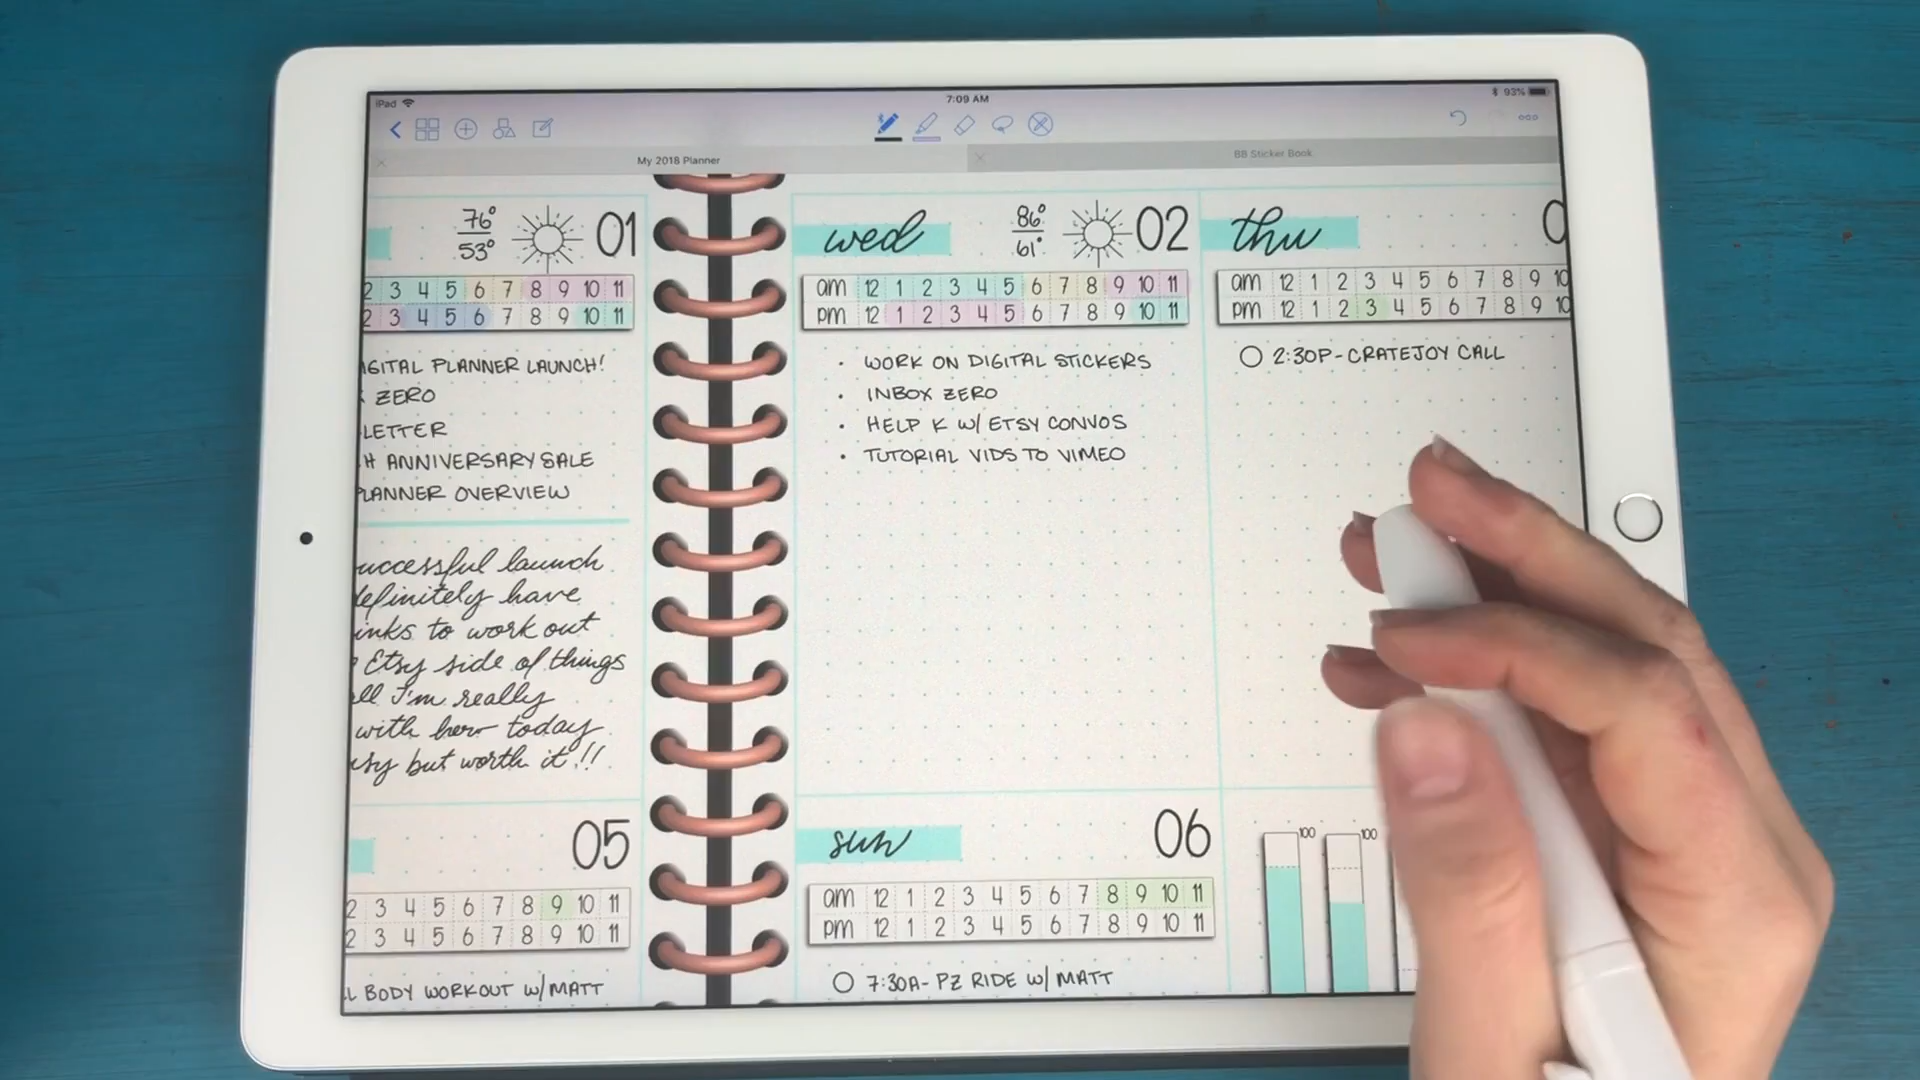 iPad
7:09 AM
93%
My 2018 Planner
BB Sticker Book
76°
53°
01
2 3 4 5 6 7 8 9 10 11
2 3 4 5 6 7 8 9 10 11
DIGITAL PLANNER LAUNCH!
ZERO
LETTER
H ANNIVERSARY SALE
PLANNER OVERVIEW
uccessful launch
definitely have
inks to work out
Etsy side of things
ll I'm really
with how today
but worth it!!
05
2 3 4 5 6 7 8 9 10 11
2 3 4 5 6 7 8 9 10 11
L BODY WORKOUT W/MATT
wed
86°
61°
02
am 12 1 2 3 4 5 6 7 8 9 10 11
pm 12 1 2 3 4 5 6 7 8 9 10 11
• WORK ON DIGITAL STICKERS
• INBOX ZERO
• HELP K W/ ETSY CONVOS
• TUTORIAL VIDS TO VIMEO
thu
0
am 12 1 2 3 4 5 6 7 8 9 10
pm 12 1 2 3 4 5 6 7 8 9 10
2:30P-CRATEJOY CALL
sun
06
am 12 1 2 3 4 5 6 7 8 9 10 11
pm 12 1 2 3 4 5 6 7 8 9 10 11
7:30A- PZ RIDE W/ MATT
100
100